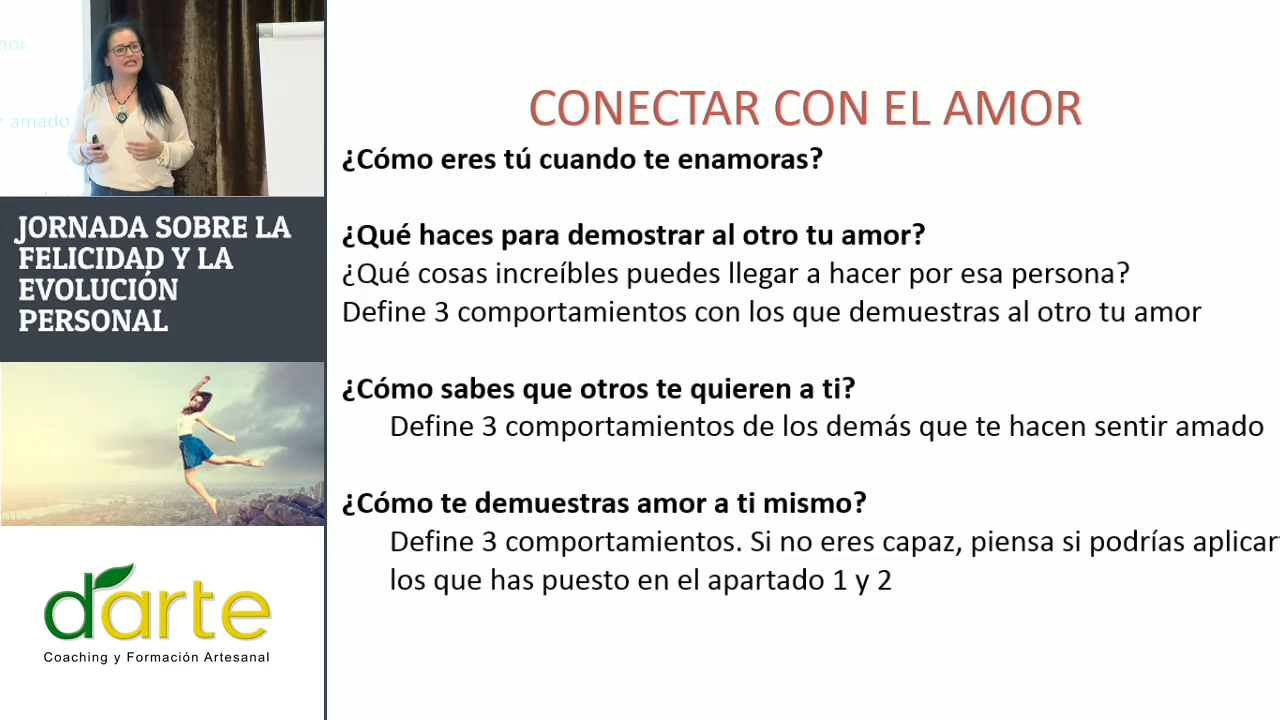 mor
y amado
JORNADA SOBRE LA
FELICIDAD Y LA
EVOLUCIÓN
PERSONAL
d'arte
Coaching y Formación Artesanal
CONECTAR CON EL AMOR
¿Cómo eres tú cuando te enamoras?
¿Qué haces para demostrar al otro tu amor?
¿Qué cosas increíbles puedes llegar a hacer por esa persona?
Define 3 comportamientos con los que demuestras al otro tu amor
¿Cómo sabes que otros te quieren a ti?
Define 3 comportamientos de los demás que te hacen sentir amado
¿Cómo te demuestras amor a ti mismo?
Define 3 comportamientos. Si no eres capaz, piensa si podrías aplicar
los que has puesto en el apartado 1 y 2